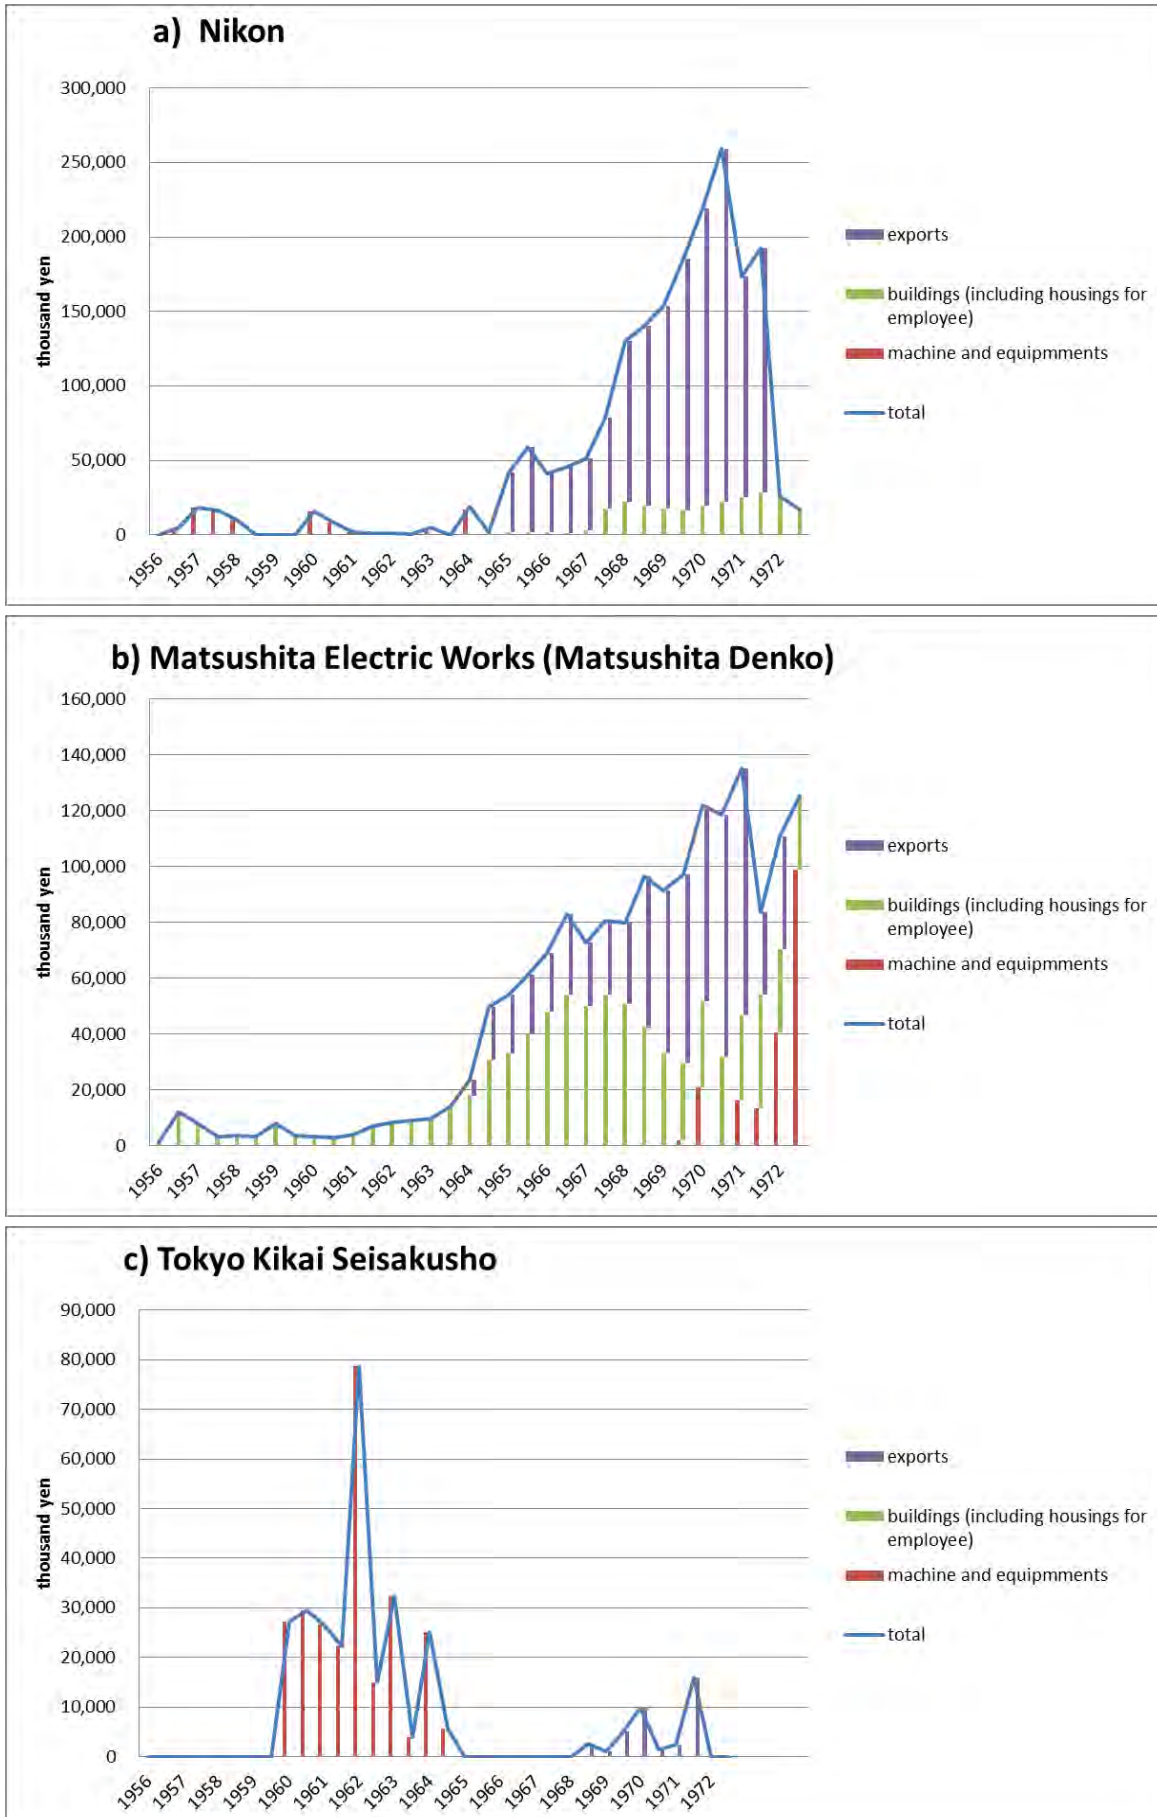 a) Nikon
300,000
250,000
200,000
150,000
100,000
50,000
0
thousand yen
1956 1957 1958 1959 1960 1961 1962 1963 1964 1965 1966 1967 1968 1969 1970 1971 1972
exports
buildings (including housings for
employee)
machine and equipmments
total
b) Matsushita Electric Works (Matsushita Denko)
160,000
140,000
120,000
100,000
80,000
60,000
40,000
20,000
0
thousand yen
1956 1957 1958 1959 1960 1961 1962 1963 1964 1965 1966 1967 1968 1969 1970 1971 1972
exports
buildings (including housings for
employee)
machine and equipmments
total
c) Tokyo Kikai Seisakusho
90,000
80,000
70,000
60,000
50,000
40,000
30,000
20,000
10,000
0
thousand yen
1956 1957 1958 1959 1960 1961 1962 1963 1964 1965 1966 1967 1968 1969 1970 1971 1972
exports
buildings (including housings for
employee)
machine and equipmments
total